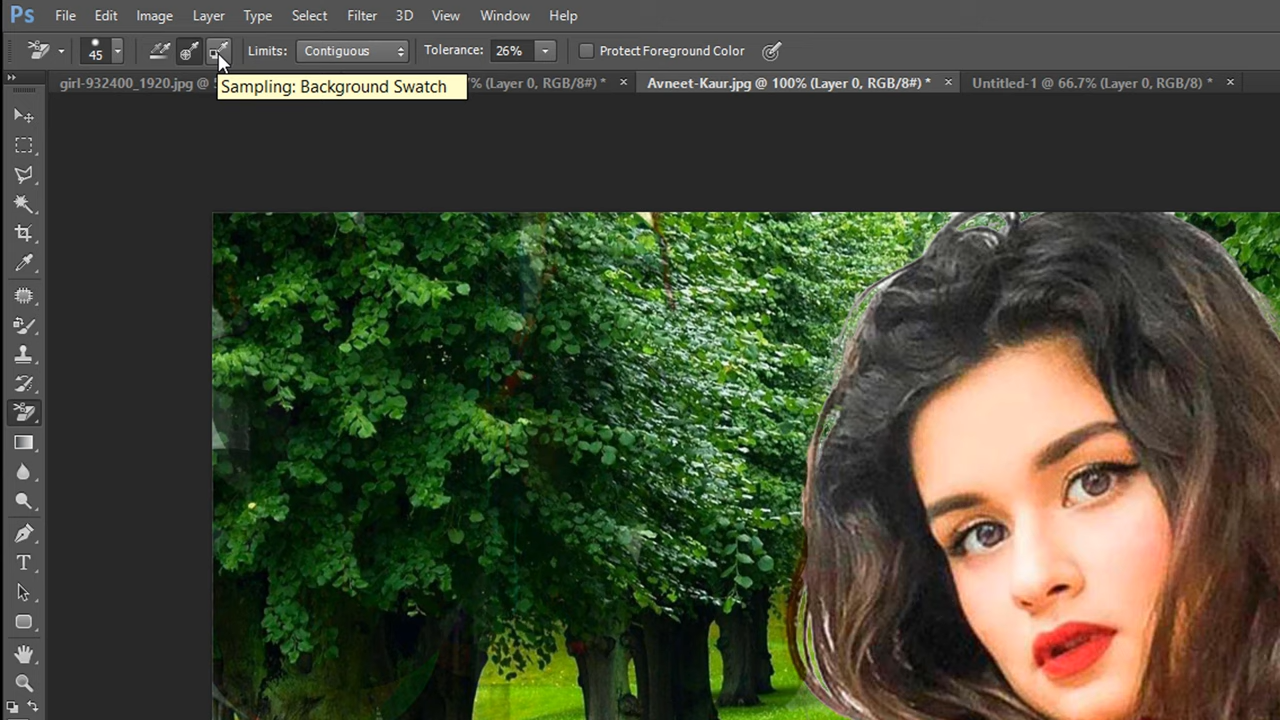 Ps File Edit Image Layer Type Select Filter 3D View Window Help
45 Limits: Contiguous Tolerance: 26% Protect Foreground Color
girl-932400_1920.jpg @ % (Layer 0, RGB/8#) * × Avneet-Kaur.jpg @ 100% (Layer 0, RGB/8#) * × Untitled-1 @ 66.7% (Layer 0, RGB/8) * ×
Sampling: Background Swatch
T